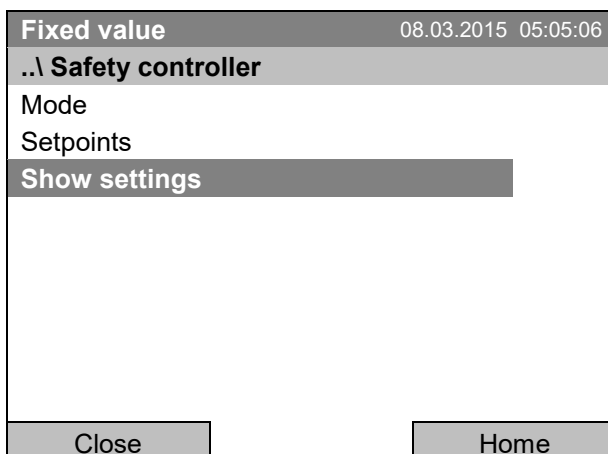 Fixed value 08.03.2015 05:05:06
..\ Safety controller
Mode
Setpoints
Show settings
Close Home